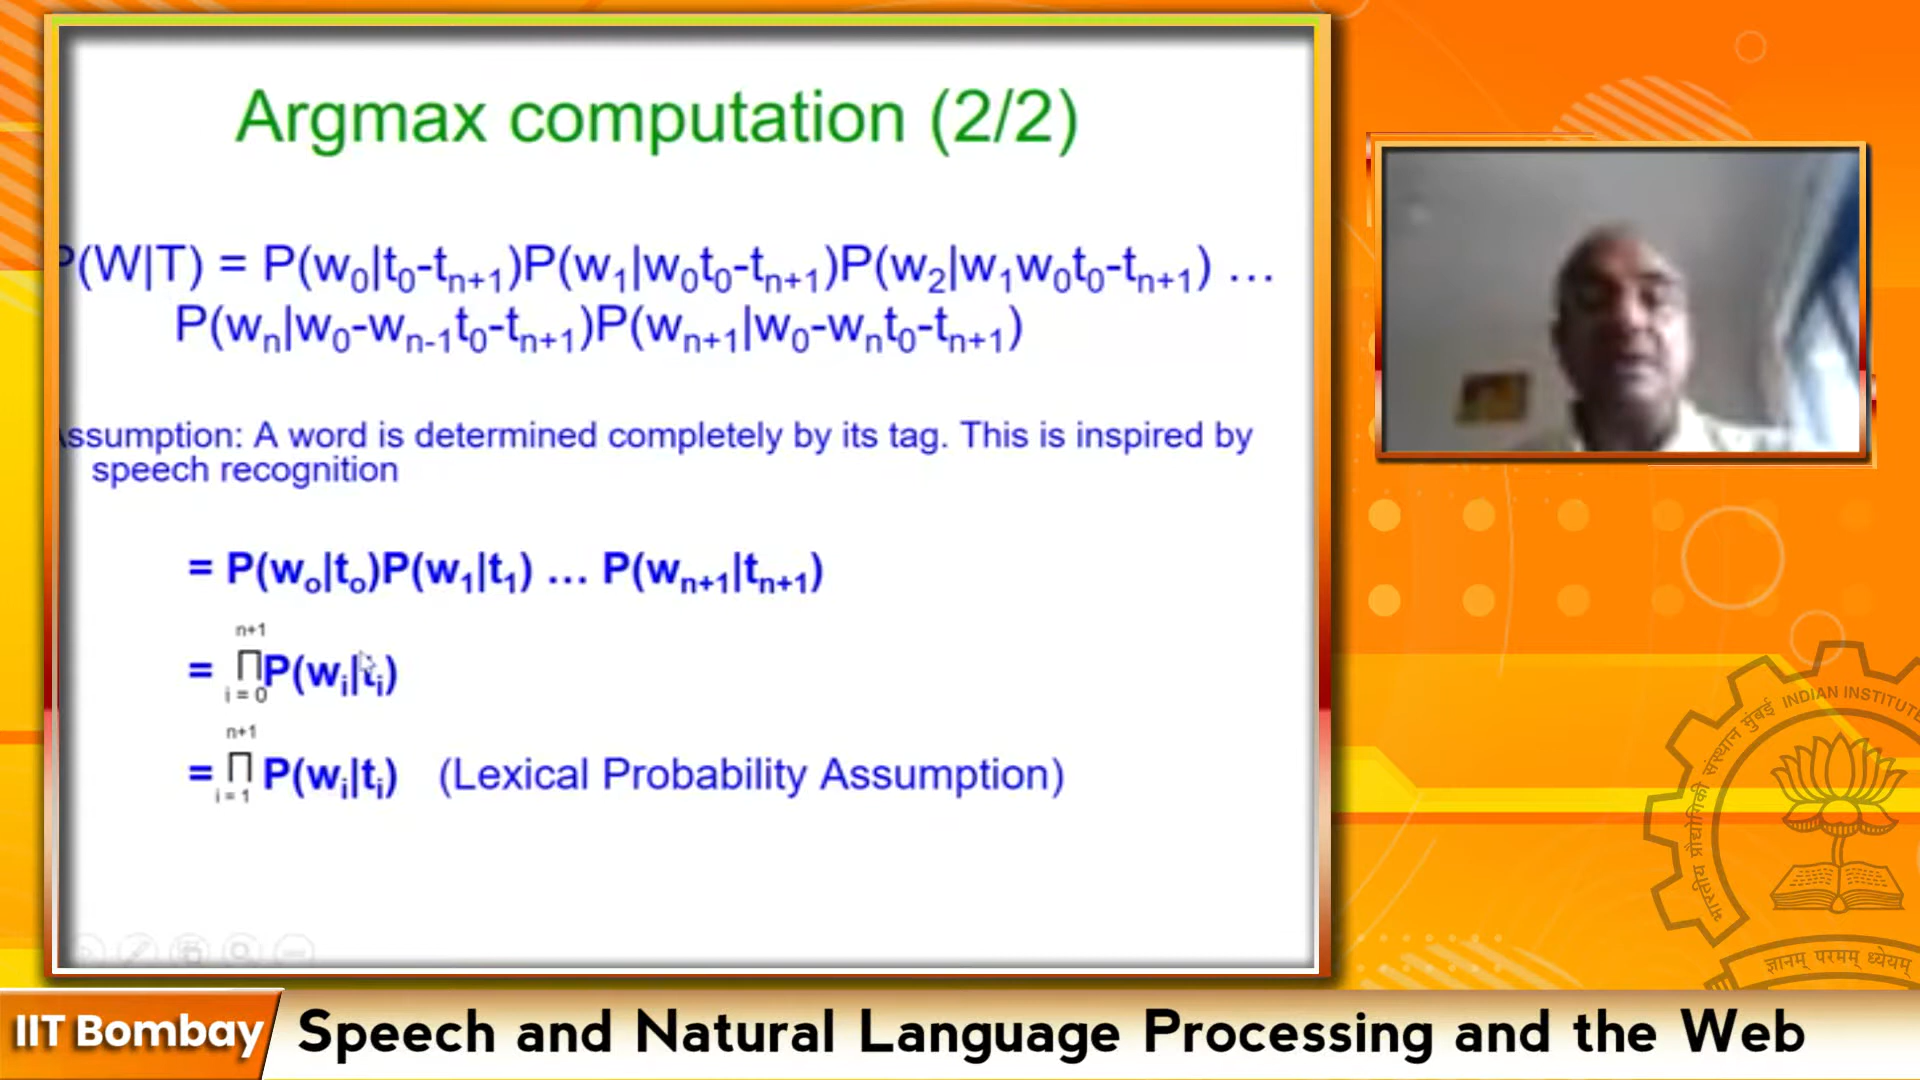 Argmax computation (2/2)
P(W|T) = P(w₀|t₀-tₙ₊₁)P(w₁|w₀t₀-tₙ₊₁)P(w₂|w₁w₀t₀-tₙ₊₁) …
P(wₙ|w₀-wₙ₋₁t₀-tₙ₊₁)P(wₙ₊₁|w₀-wₙt₀-tₙ₊₁)
Assumption: A word is determined completely by its tag. This is inspired by
speech recognition
= P(wₒ|tₒ)P(w₁|t₁) … P(wₙ₊₁|tₙ₊₁)
n+1
= ∏P(wᵢ|tᵢ)
i = 0
n+1
= ∏ P(wᵢ|tᵢ) (Lexical Probability Assumption)
i = 1
भारतीय प्रौद्योगिकी संस्थान मुंबई INDIAN INSTITUTE
ज्ञानम् परमम् ध्येयम्
IIT Bombay
Speech and Natural Language Processing and the Web